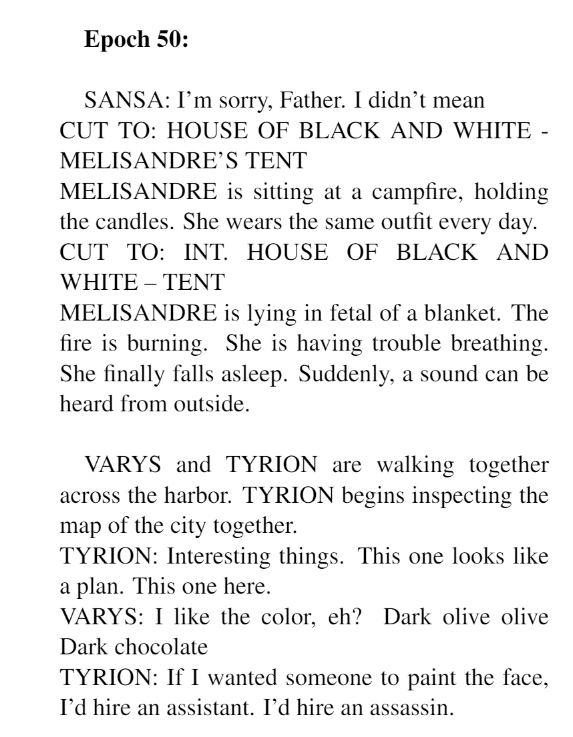 Epoch 50:
SANSA: I’m sorry, Father. I didn’t mean
CUT TO: HOUSE OF BLACK AND WHITE -
MELISANDRE’S TENT
MELISANDRE is sitting at a campfire, holding
the candles. She wears the same outfit every day.
CUT TO: INT. HOUSE OF BLACK AND
WHITE – TENT
MELISANDRE is lying in fetal of a blanket. The
fire is burning. She is having trouble breathing.
She finally falls asleep. Suddenly, a sound can be
heard from outside.
VARYS and TYRION are walking together
across the harbor. TYRION begins inspecting the
map of the city together.
TYRION: Interesting things. This one looks like
a plan. This one here.
VARYS: I like the color, eh? Dark olive olive
Dark chocolate
TYRION: If I wanted someone to paint the face,
I’d hire an assistant. I’d hire an assassin.